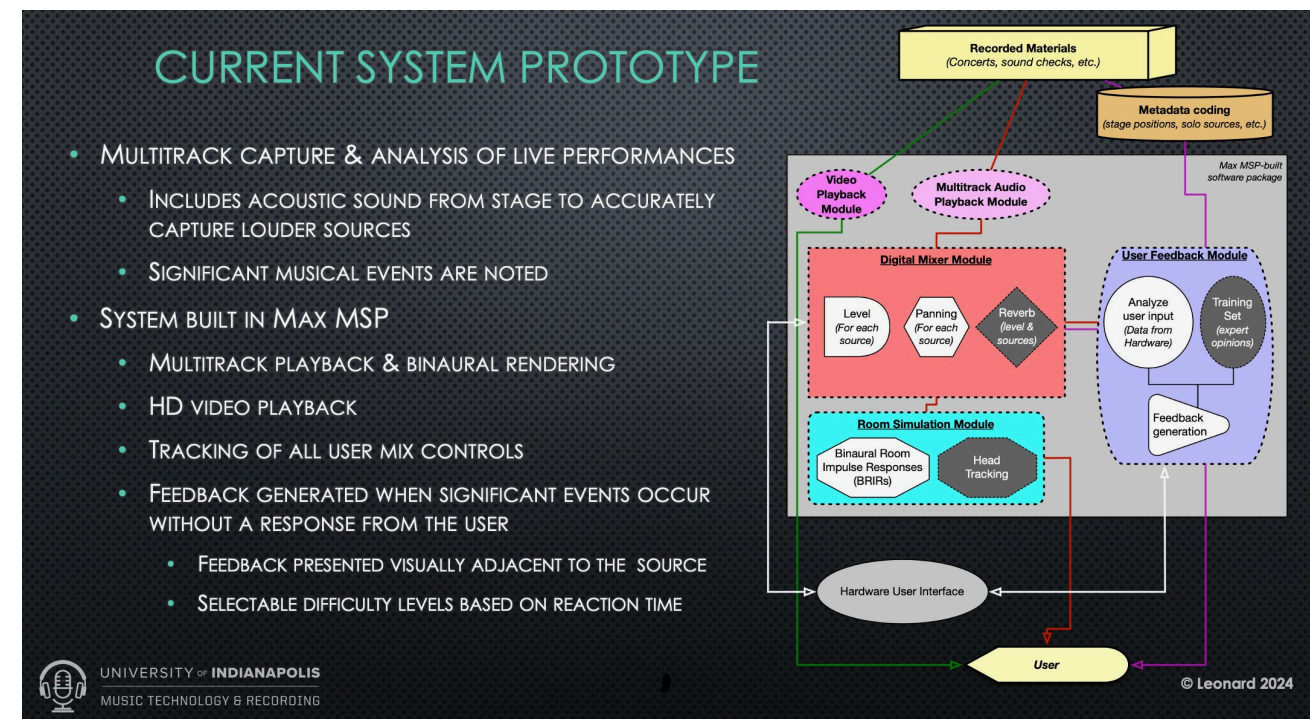 CURRENT SYSTEM PROTOTYPE
• MULTITRACK CAPTURE & ANALYSIS OF LIVE PERFORMANCES
• INCLUDES ACOUSTIC SOUND FROM STAGE TO ACCURATELY
CAPTURE LOUDER SOURCES
• SIGNIFICANT MUSICAL EVENTS ARE NOTED
• SYSTEM BUILT IN MAX MSP
• MULTITRACK PLAYBACK & BINAURAL RENDERING
• HD VIDEO PLAYBACK
• TRACKING OF ALL USER MIX CONTROLS
• FEEDBACK GENERATED WHEN SIGNIFICANT EVENTS OCCUR
WITHOUT A RESPONSE FROM THE USER
• FEEDBACK PRESENTED VISUALLY ADJACENT TO THE SOURCE
• SELECTABLE DIFFICULTY LEVELS BASED ON REACTION TIME
Recorded Materials
(Concerts, sound checks, etc.)
Metadata coding
(stage positions, solo sources, etc.)
Max MSP-built
software package
Video
Playback
Module
Multitrack Audio
Playback Module
Digital Mixer Module
Level
(For each
source)
Panning
(For each
source)
Reverb
(level &
sources)
User Feedback Module
Analyze
user input
(Data from
Hardware)
Training
Set
(expert
opinions)
Feedback
generation
Room Simulation Module
Binaural Room
Impulse Responses
(BRIRs)
Head
Tracking
Hardware User Interface
User
UNIVERSITY OF INDIANAPOLIS
MUSIC TECHNOLOGY & RECORDING
© Leonard 2024